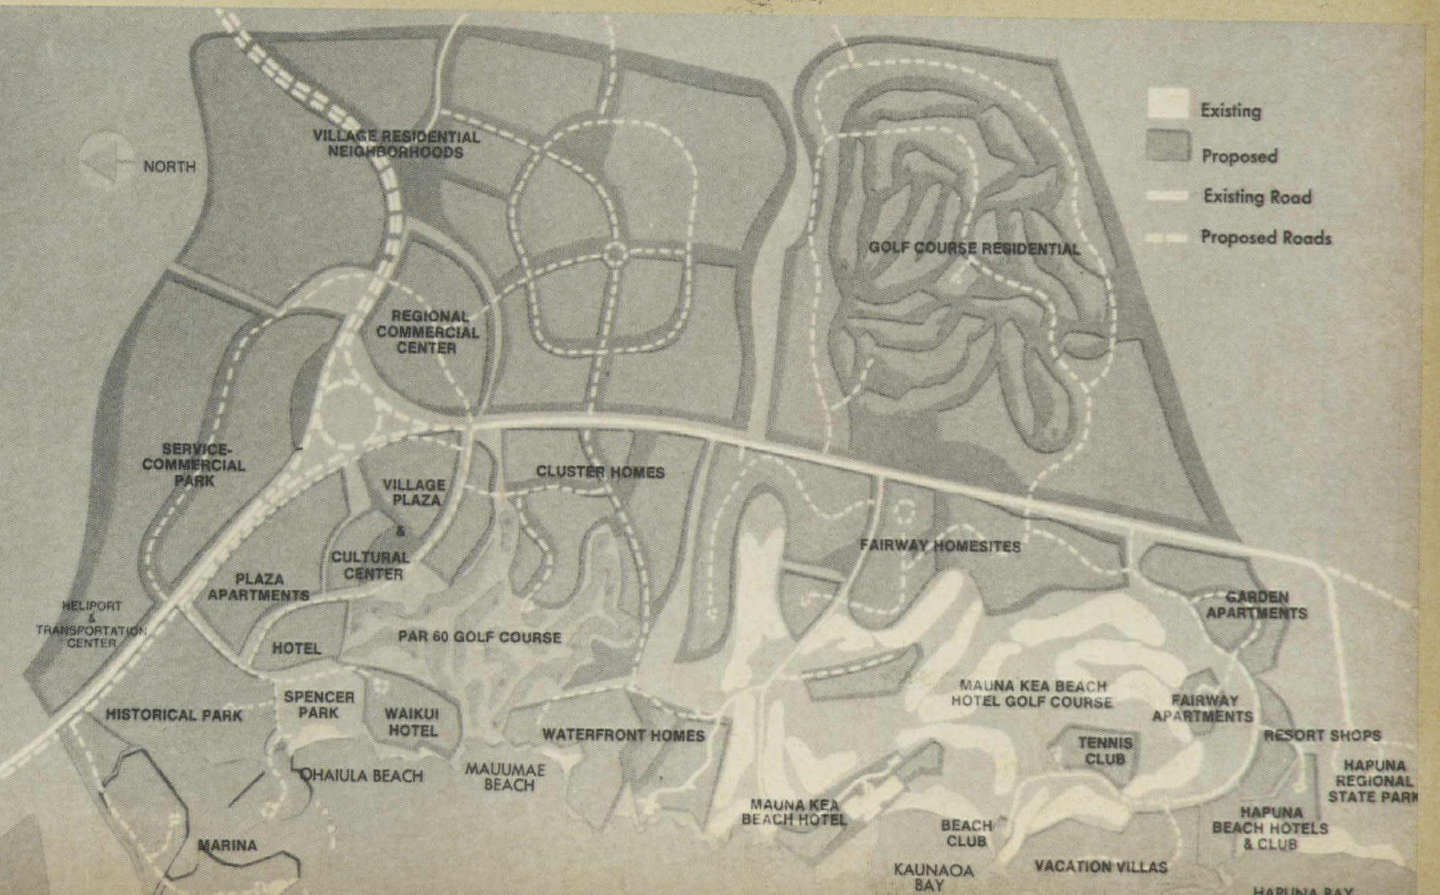 Existing
Proposed
Existing Road
Proposed Roads
NORTH
VILLAGE RESIDENTIAL
NEIGHBORHOODS
GOLF COURSE RESIDENTIAL
REGIONAL
COMMERCIAL
CENTER
SERVICE-
COMMERCIAL
PARK
VILLAGE
PLAZA
&
CULTURAL
CENTER
CLUSTER HOMES
FAIRWAY HOMESITES
PLAZA
APARTMENTS
HELIPORT
&
TRANSPORTATION
CENTER
HOTEL
PAR 60 GOLF COURSE
GARDEN
APARTMENTS
HISTORICAL PARK
SPENCER
PARK
WAIKUI
HOTEL
WATERFRONT HOMES
MAUNA KEA BEACH
HOTEL GOLF COURSE
FAIRWAY
APARTMENTS
TENNIS
CLUB
RESORT SHOPS
OHAIULA BEACH
MAUUMAE
BEACH
HAPUNA
REGIONAL
STATE PARK
MAUNA KEA
BEACH HOTEL
BEACH
CLUB
HAPUNA
BEACH HOTELS
& CLUB
MARINA
KAUNAOA
BAY
VACATION VILLAS
HAPUNA BAY